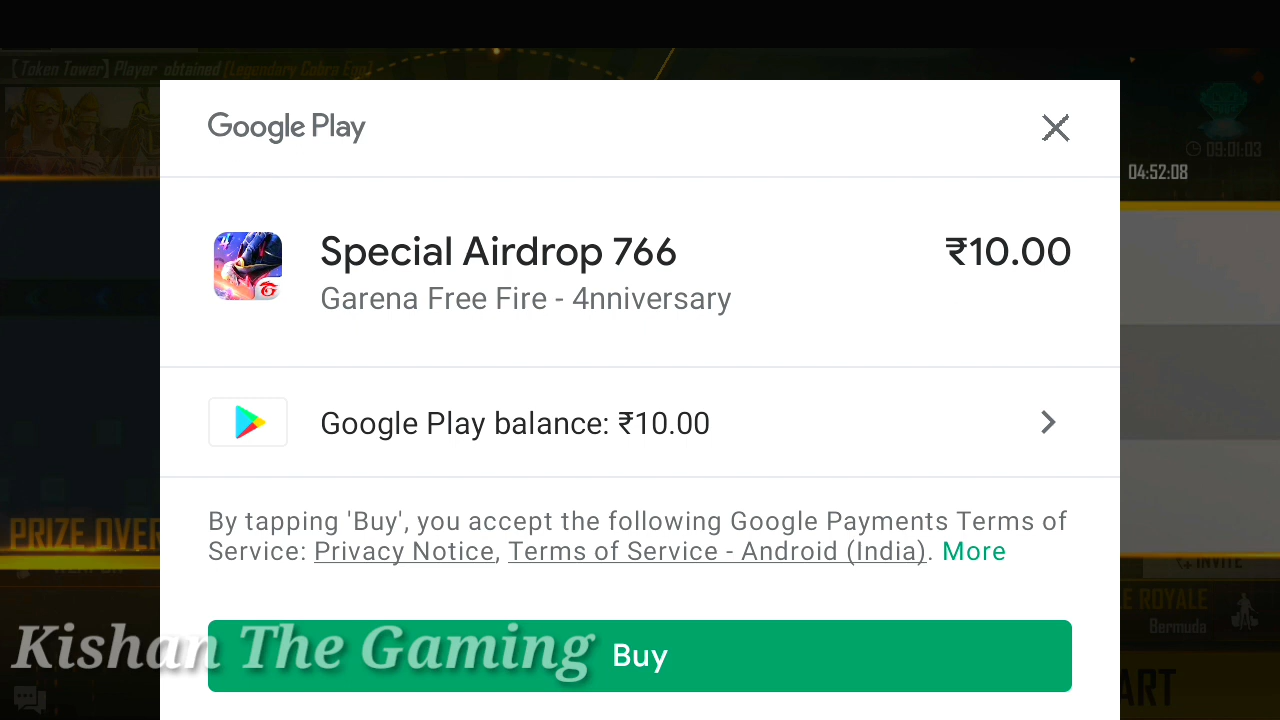 [Token Tower] Player obtained [Legendary Cobra Ego]
Google Play
09:01:03
04:52:08
Special Airdrop 766
₹10.00
Garena Free Fire - 4nniversary
Google Play balance: ₹10.00
By tapping 'Buy', you accept the following Google Payments Terms of
Service: Privacy Notice, Terms of Service - Android (India). More
PRIZE OVER
INVITE
LE ROYALE
Bermuda
Kishan The Gaming
Buy
ART